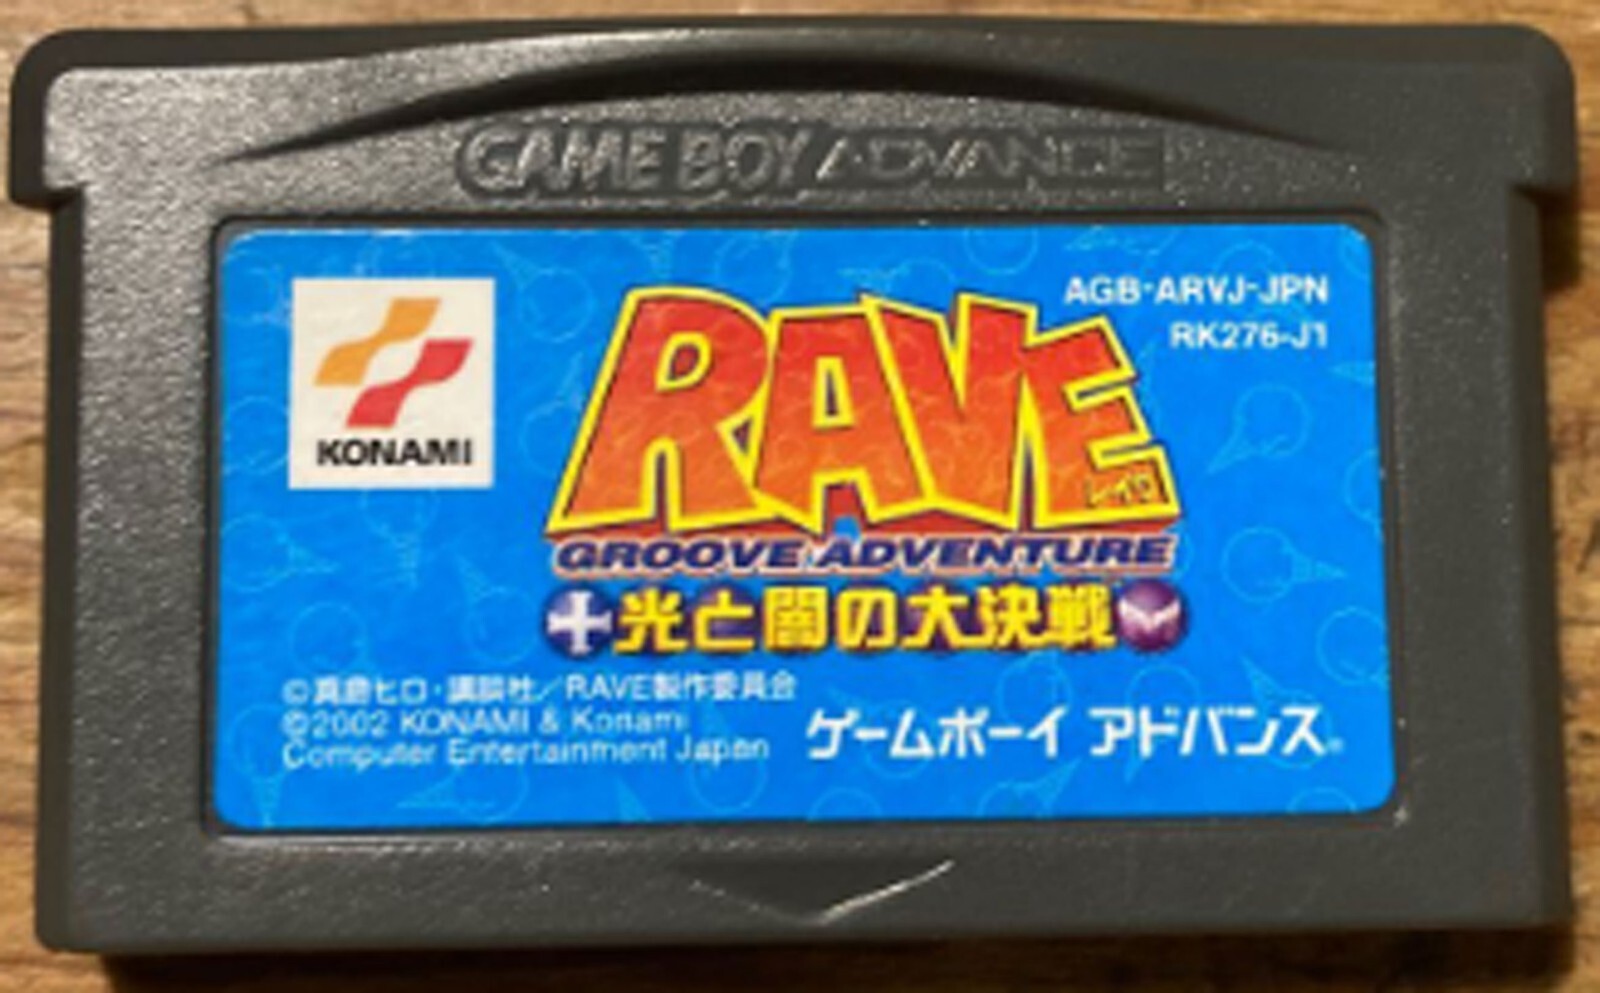 GAME BOY ADVANCE
AGB-ARVJ-JPN
RK276-J1
KONAMI
RAVE
レイヴ
GROOVE ADVENTURE
光と闇の大決戦
©真島ヒロ・講談社/RAVE製作委員会
©2002 KONAMI & Konami
Computer Entertainment Japan
ゲームボーイ アドバンス